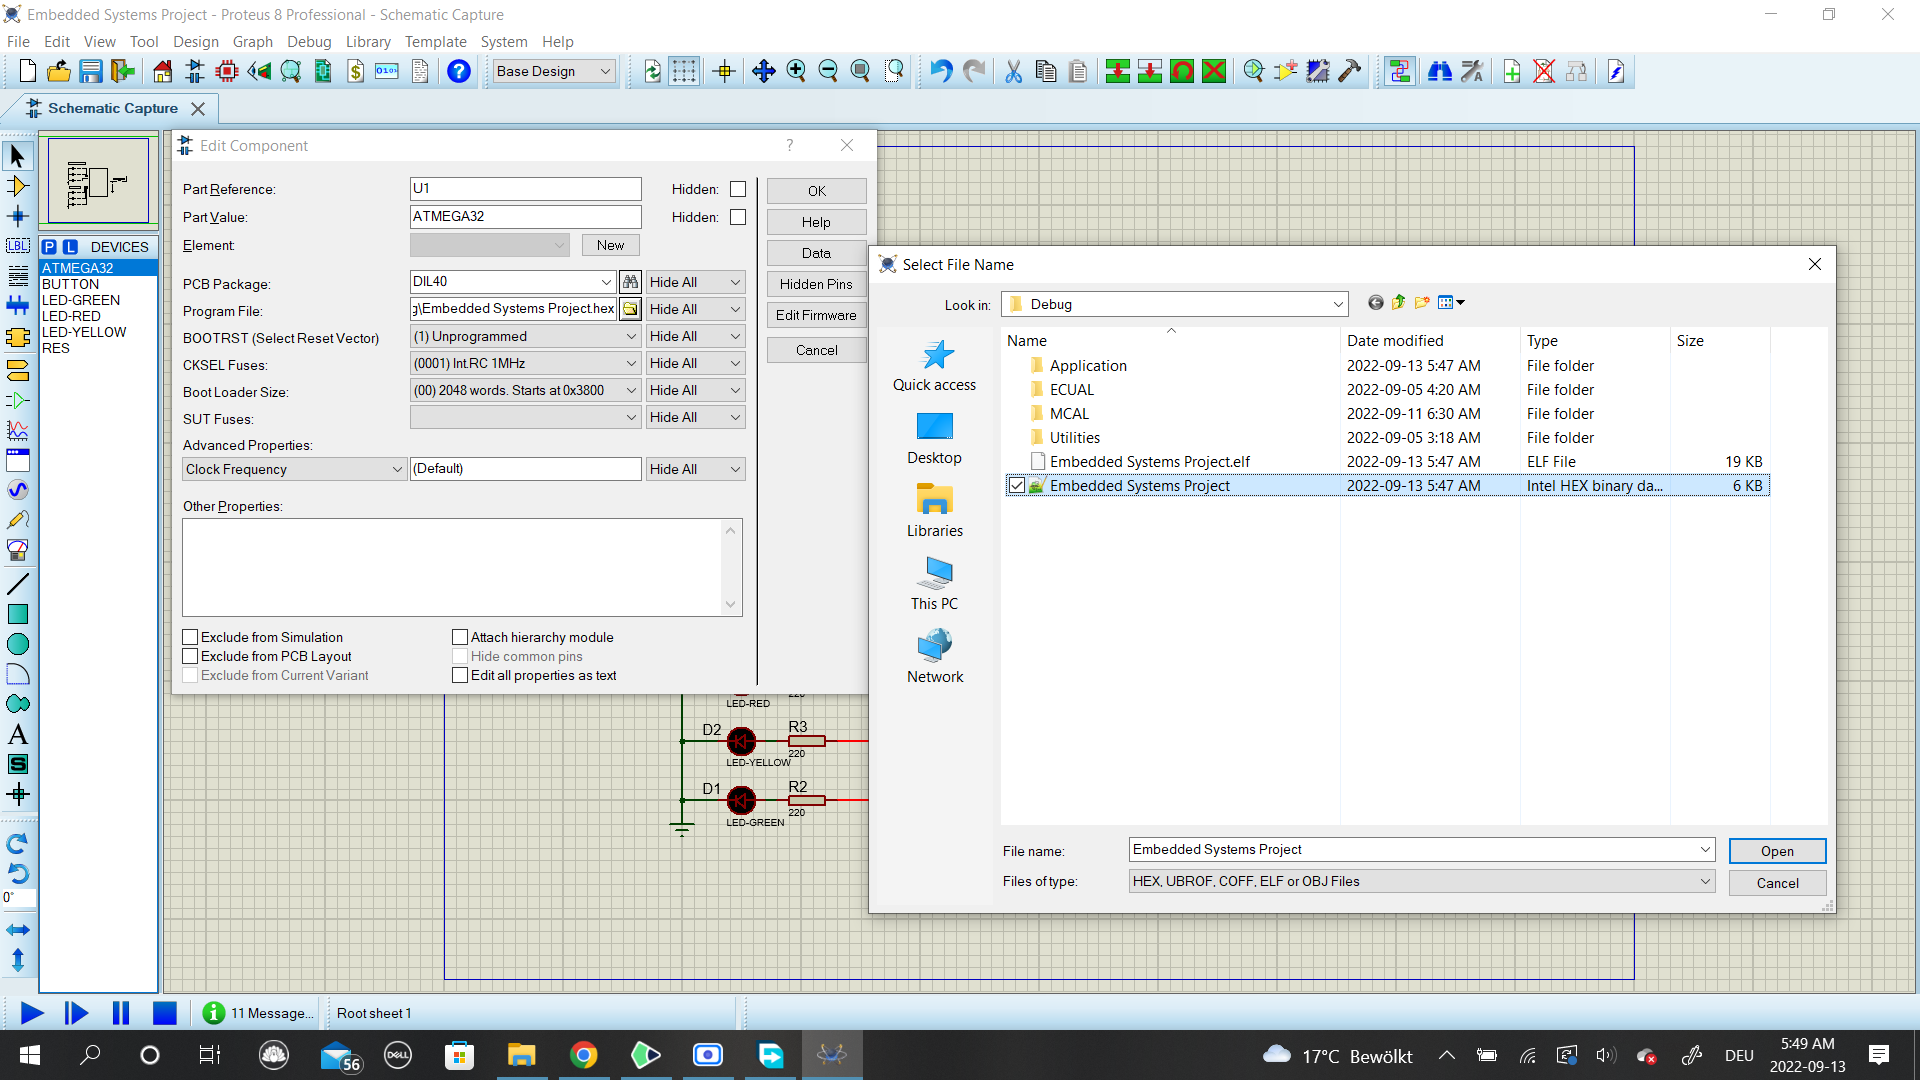 Embedded Systems Project - Proteus 8 Professional - Schematic Capture
File Edit View Tool Design Graph Debug Library Template System Help
Base Design
Schematic Capture
Edit Component
?
Part Reference: U1 Hidden:
Part Value: ATMEGA32 Hidden:
Element: New
PCB Package: DIL40 Hide All
Program File: g\Embedded Systems Project.hex Hide All
BOOTRST (Select Reset Vector) (1) Unprogrammed Hide All
CKSEL Fuses: (0001) Int.RC 1MHz Hide All
Boot Loader Size: (00) 2048 words. Starts at 0x3800 Hide All
SUT Fuses: Hide All
Advanced Properties:
Clock Frequency (Default) Hide All
Other Properties:
Exclude from Simulation
Exclude from PCB Layout
Exclude from Current Variant
Attach hierarchy module
Hide common pins
Edit all properties as text
OK
Help
Data
Hidden Pins
Edit Firmware
Cancel
LBL
P L DEVICES
ATMEGA32
BUTTON
LED-GREEN
LED-RED
LED-YELLOW
RES
A
S
0°
220
LED-RED
D2 R3
220
LED-YELLOW
D1 R2
220
LED-GREEN
Select File Name
Look in: Debug
Quick access
Desktop
Libraries
This PC
Network
Name Date modified Type Size
Application 2022-09-13 5:47 AM File folder
ECUAL 2022-09-05 4:20 AM File folder
MCAL 2022-09-11 6:30 AM File folder
Utilities 2022-09-05 3:18 AM File folder
Embedded Systems Project.elf 2022-09-13 5:47 AM ELF File 19 KB
Embedded Systems Project 2022-09-13 5:47 AM Intel HEX binary da... 6 KB
File name: Embedded Systems Project Open
Files of type: HEX, UBROF, COFF, ELF or OBJ Files Cancel
11 Message... Root sheet 1
56
DELL
17°C Bewölkt
DEU
5:49 AM
2022-09-13